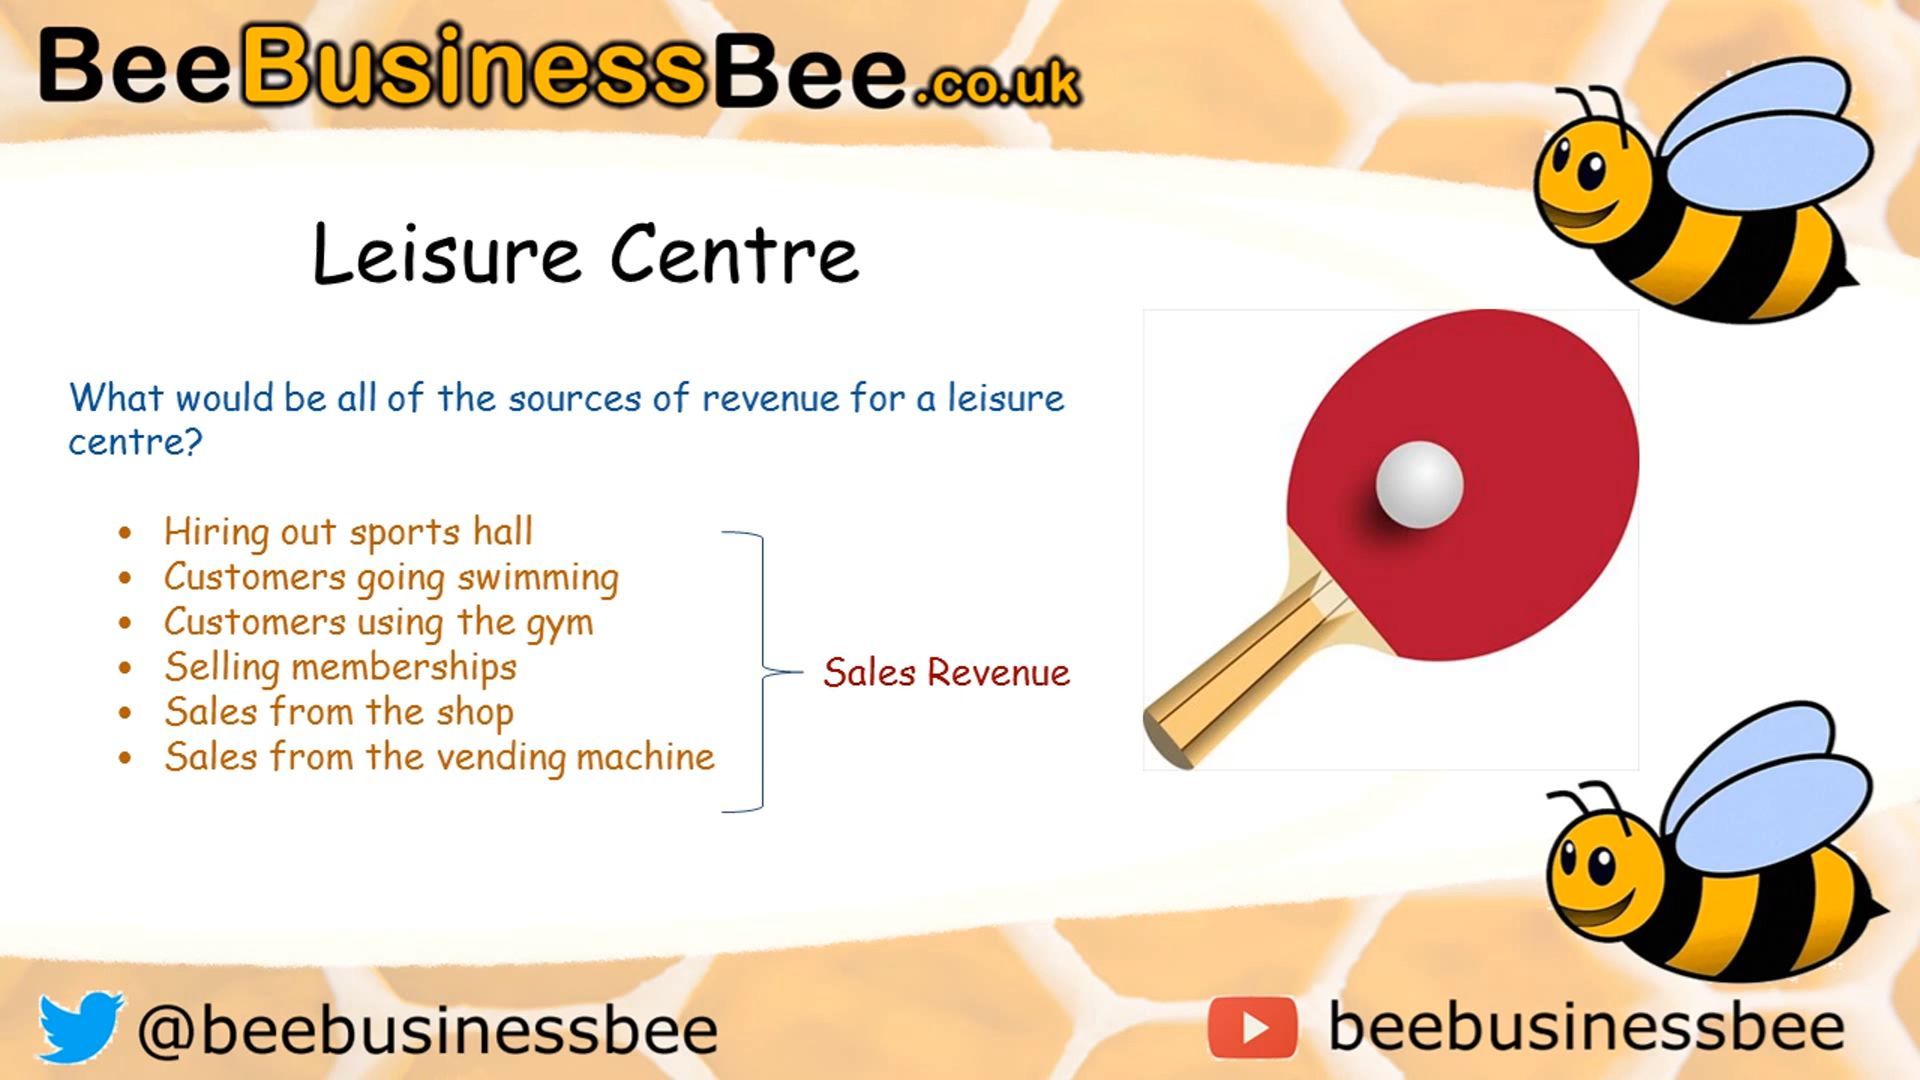 BeeBusinessBee.co.uk
Leisure Centre
What would be all of the sources of revenue for a leisure
centre?
• Hiring out sports hall
• Customers going swimming
• Customers using the gym
• Selling memberships
• Sales from the shop
• Sales from the vending machine
Sales Revenue
@beebusinessbee
beebusinessbee